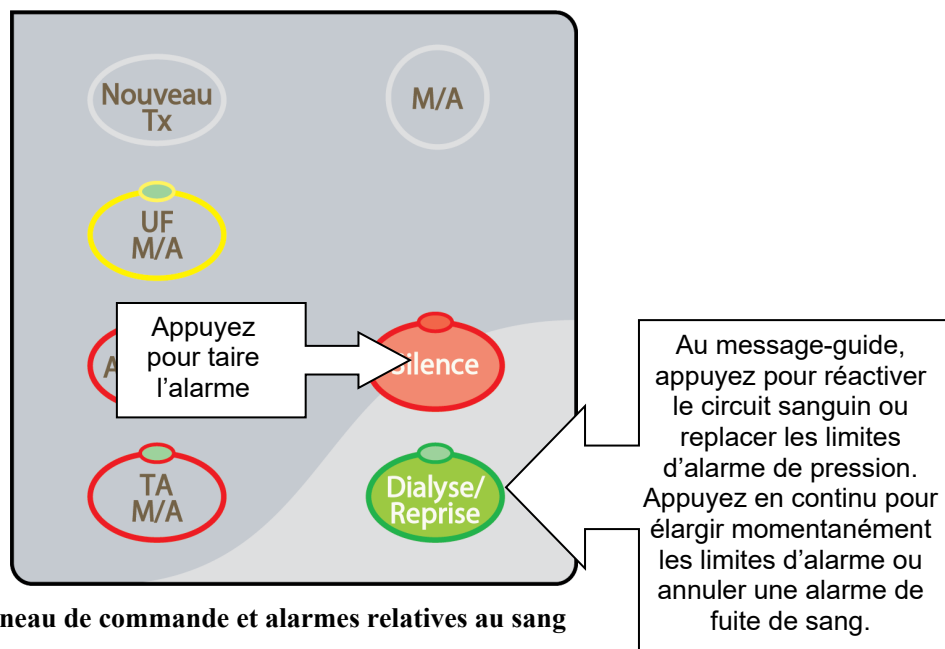 Nouveau
Tx
M/A
UF
M/A
Appuyez
pour taire
l’alarme
Silence
TA
M/A
Dialyse/
Reprise
Au message-guide,
appuyez pour réactiver
le circuit sanguin ou
replacer les limites
d’alarme de pression.
Appuyez en continu pour
élargir momentanément
les limites d’alarme ou
annuler une alarme de
fuite de sang.
neau de commande et alarmes relatives au sang